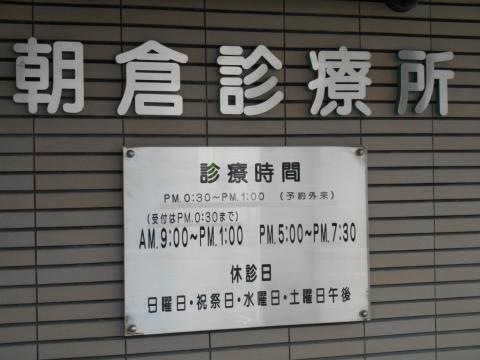 朝倉診療所
診療時間
PM.0:30~PM.1:00 (予約外来)
(受付はPM.0:30まで)
AM.9:00~PM.1:00 PM.5:00~PM.7:30
休診日
日曜日・祝祭日・水曜日・土曜日午後